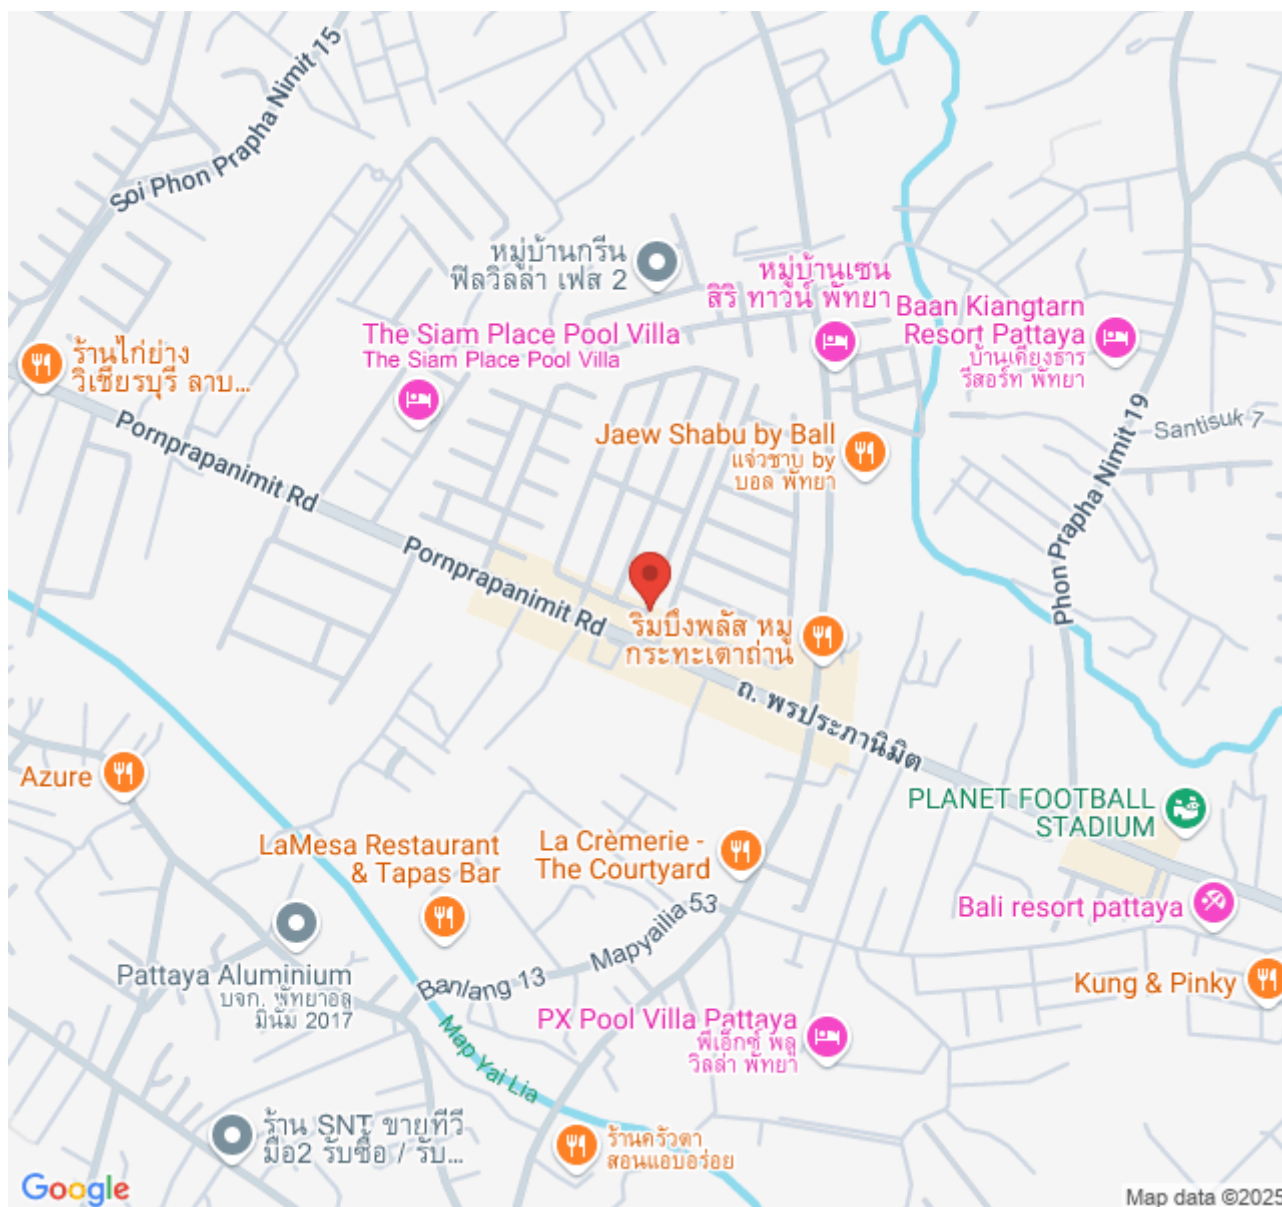 Soi Phon Prapha Nimit 15
หมู่บ้านกรีน
ฟิลวิลล่า เฟส 2
หมู่บ้านเซน
สิริ ทาวน์ พัทยา
Baan Kiangtarn
Resort Pattaya
บ้านเคียงธาร
รีสอร์ท พัทยา
The Siam Place Pool Villa
The Siam Place Pool Villa
ร้านไก่ย่าง
วิเชียรบุรี ลาบ...
Pornprapanimit Rd
Jaew Shabu by Ball
แจ่วชาบู by
บอล พัทยา
Santisuk 7
Phon Prapha Nimit 19
Pornprapanimit Rd
ริมบึงพลัส หมู
กระทะเตาถ่าน
ถ. พรประภานิมิต
Azure
PLANET FOOTBALL
STADIUM
LaMesa Restaurant
& Tapas Bar
La Crèmerie -
The Courtyard
Bali resort pattaya
Mapyailia 53
Banlang 13
Pattaya Aluminium
บจก. พัทยาอลู
มินั่ม 2017
Kung & Pinky
PX Pool Villa Pattaya
พีเอ็กซ์ พลู
วิลล่า พัทยา
Map Yai Lia
ร้าน SNT ขายทีวี
มือ2 รับซื้อ / รับ...
ร้านครัวตา
สอนแอบอร่อย
Google
Map data ©2025